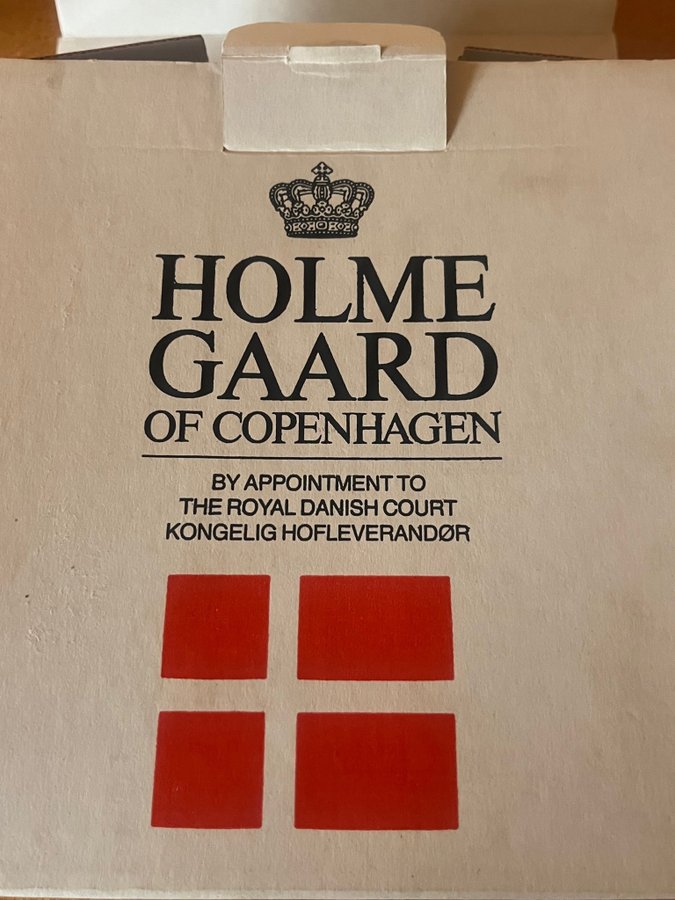 HOLME
GAARD
OF COPENHAGEN
BY APPOINTMENT TO
THE ROYAL DANISH COURT
KONGELIG HOFLEVERANDØR